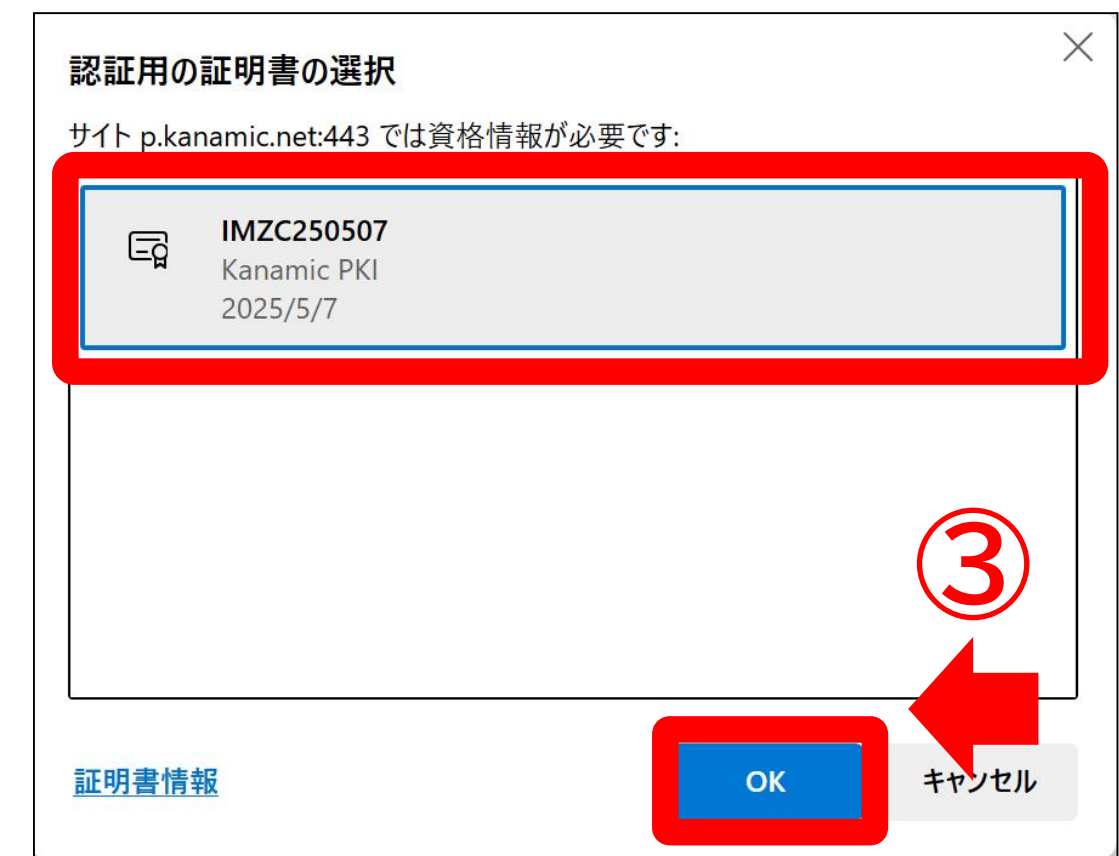 認証用の証明書の選択
サイト p.kanamic.net:443 では資格情報が必要です:
IMZC250507
Kanamic PKI
2025/5/7
③
証明書情報
OK
キャンセル